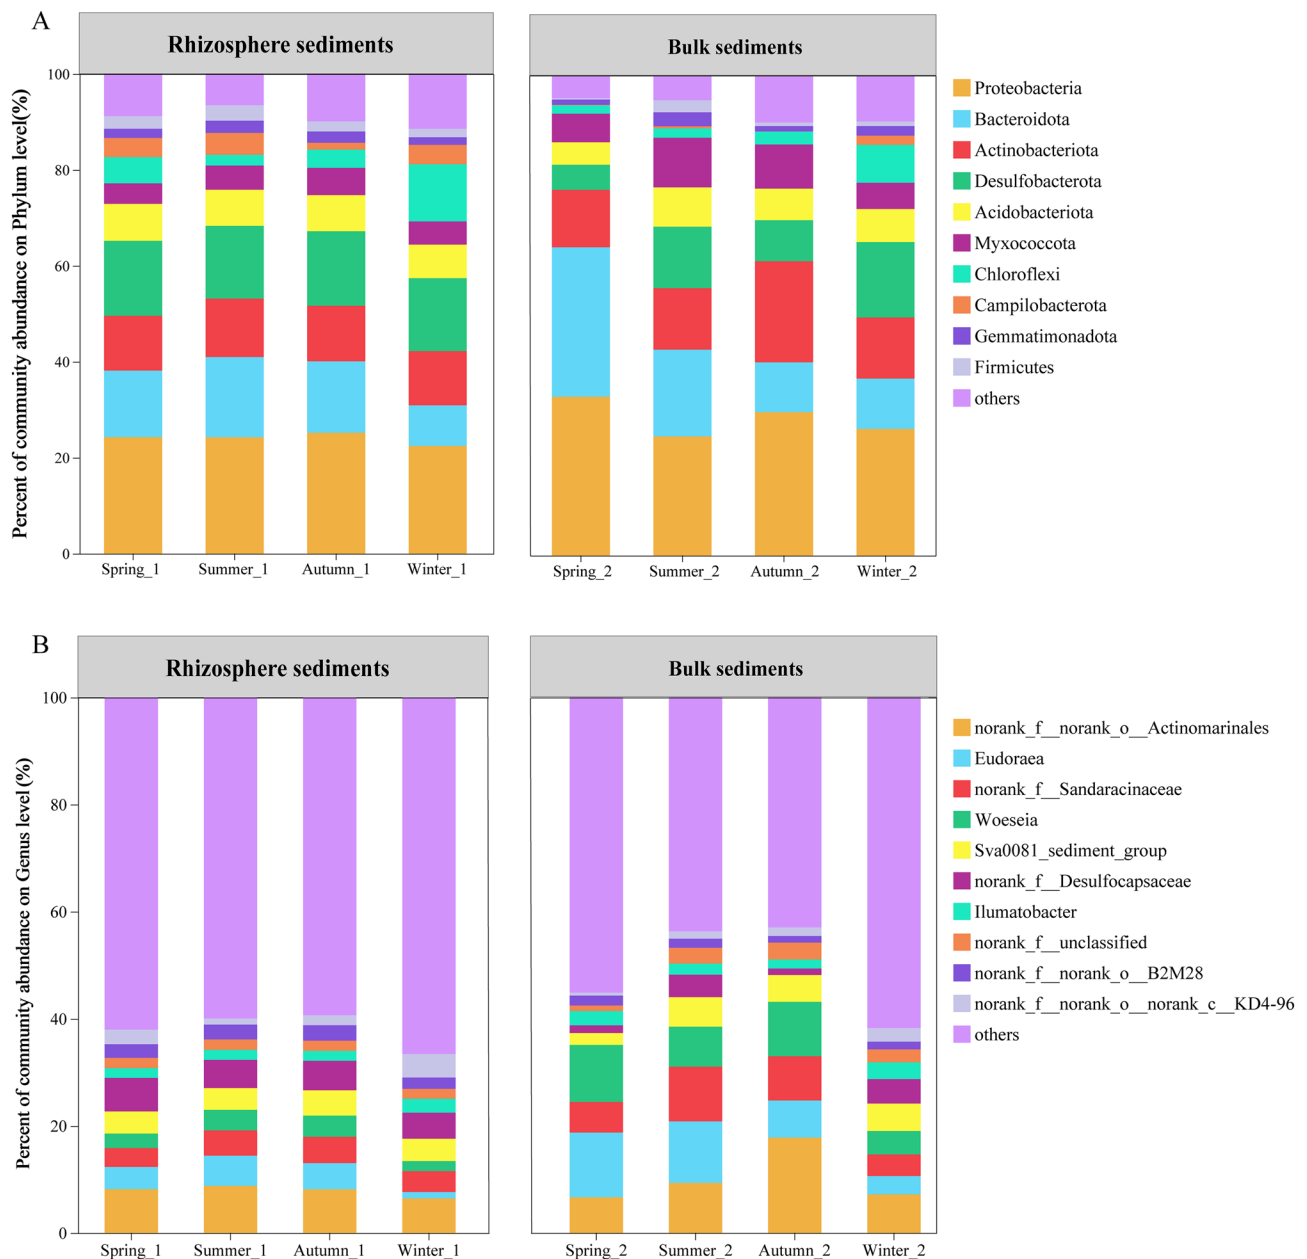 A
Rhizosphere sediments
Bulk sediments
Percent of community abundance on Phylum level(%)
100
80
60
40
20
0
Spring_1
Summer_1
Autumn_1
Winter_1
Spring_2
Summer_2
Autumn_2
Winter_2
Proteobacteria
Bacteroidota
Actinobacteriota
Desulfobacterota
Acidobacteriota
Myxococcota
Chloroflexi
Campilobacterota
Gemmatimonadota
Firmicutes
others
B
Rhizosphere sediments
Bulk sediments
Percent of community abundance on Genus level(%)
100
80
60
40
20
0
Spring_1
Summer_1
Autumn_1
Winter_1
Spring_2
Summer_2
Autumn_2
Winter_2
norank_f__norank_o__Actinomarinales
Eudoraea
norank_f__Sandaracinaceae
Woeseia
Sva0081_sediment_group
norank_f__Desulfocapsaceae
Ilumatobacter
norank_f__unclassified
norank_f__norank_o__B2M28
norank_f__norank_o__norank_c__KD4-96
others